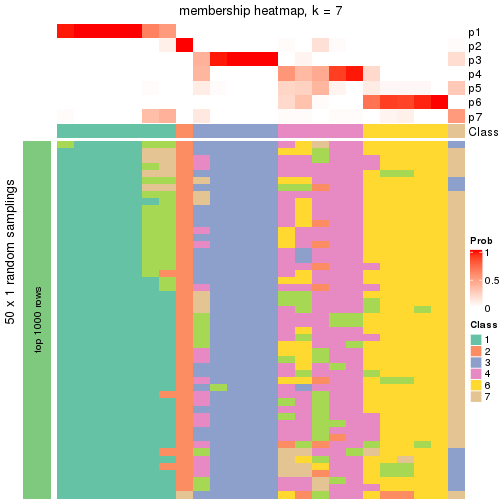 membership heatmap, k = 7
p1
p2
p3
p4
p5
p6
p7
Class
50 x 1 random samplings
top 1000 rows
Prob
1
0.5
0
Class
1
2
3
4
6
7